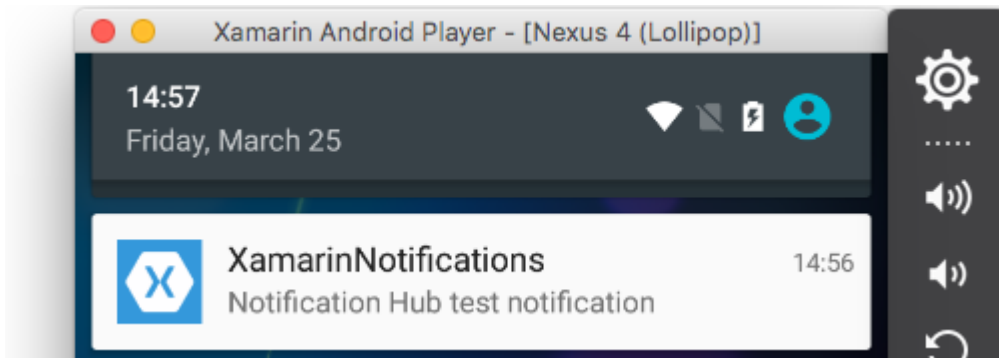 Xamarin Android Player - [Nexus 4 (Lollipop)]
14:57
Friday, March 25
XamarinNotifications 14:56
Notification Hub test notification